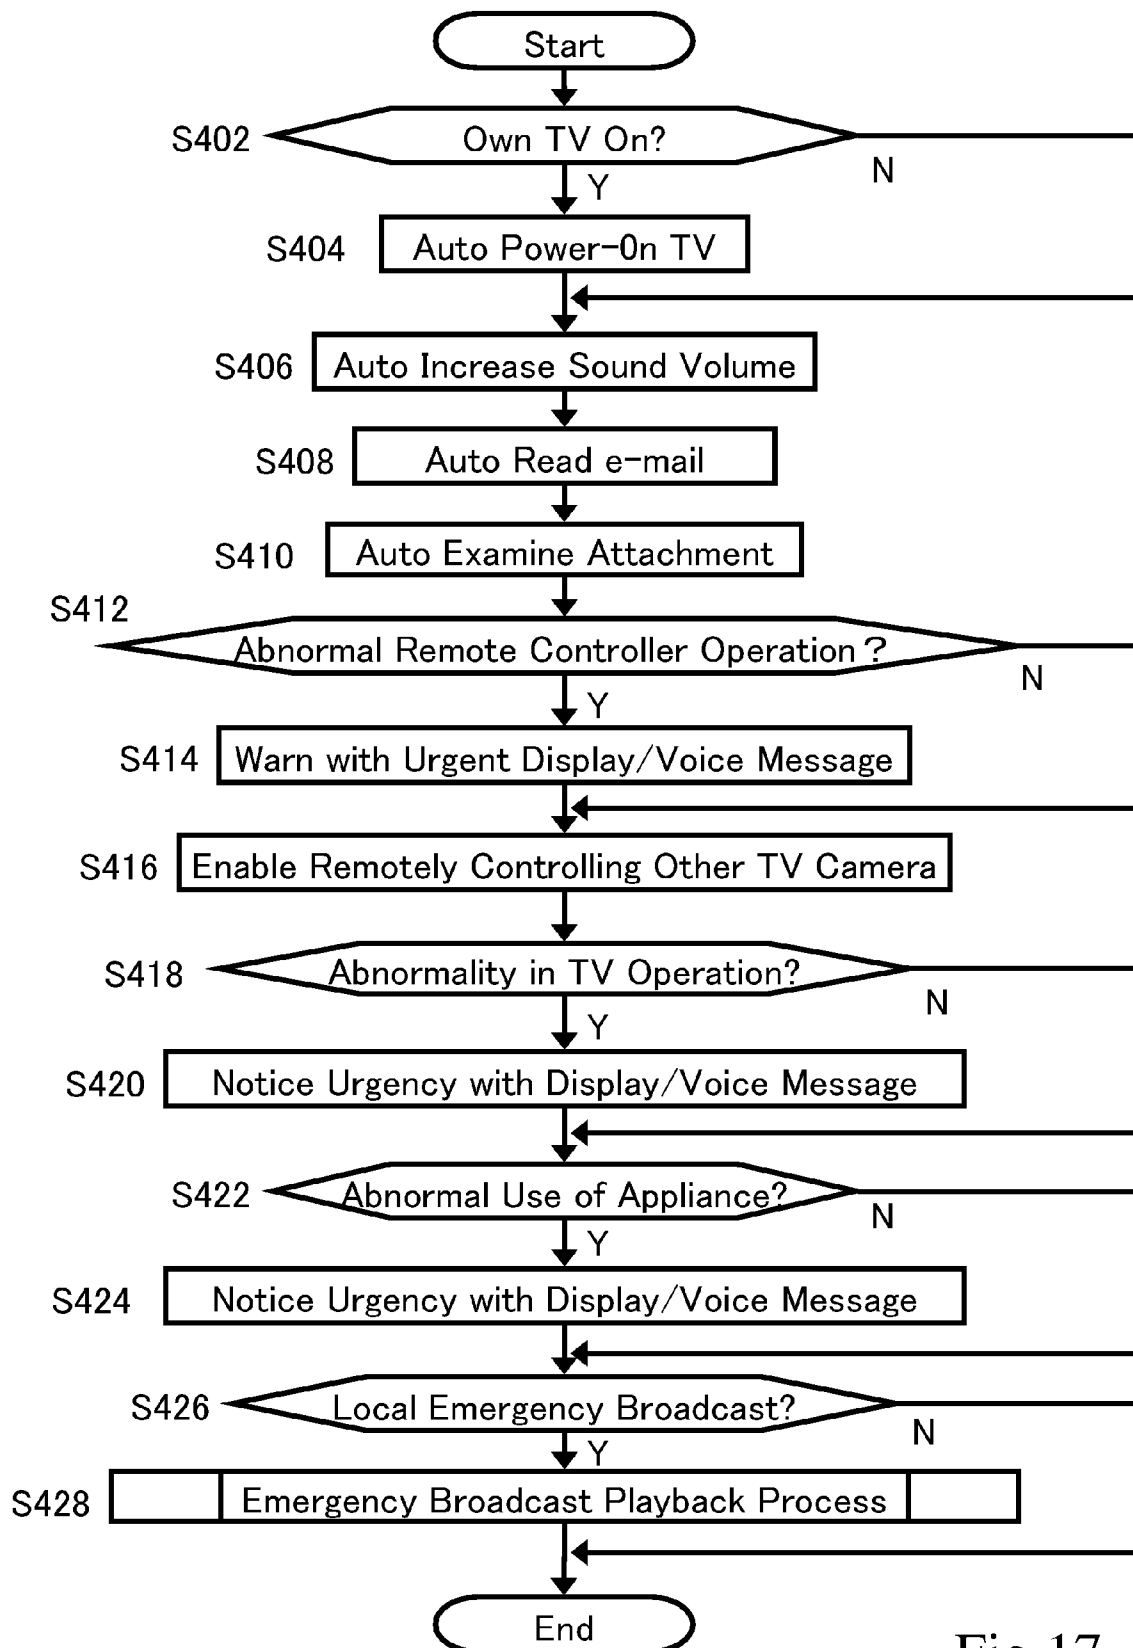 Start
S402 Own TV On?
N
Y
S404 Auto Power-0n TV
S406 Auto Increase Sound Volume
S408 Auto Read e-mail
S410 Auto Examine Attachment
S412
Abnormal Remote Controller Operation?
N
Y
S414 Warn with Urgent Display/Voice Message
S416 Enable Remotely Controlling Other TV Camera
S418 Abnormality in TV Operation?
N
Y
S420 Notice Urgency with Display/Voice Message
S422 Abnormal Use of Appliance?
N
Y
S424 Notice Urgency with Display/Voice Message
S426 Local Emergency Broadcast?
N
Y
S428 Emergency Broadcast Playback Process
End
Fig.17